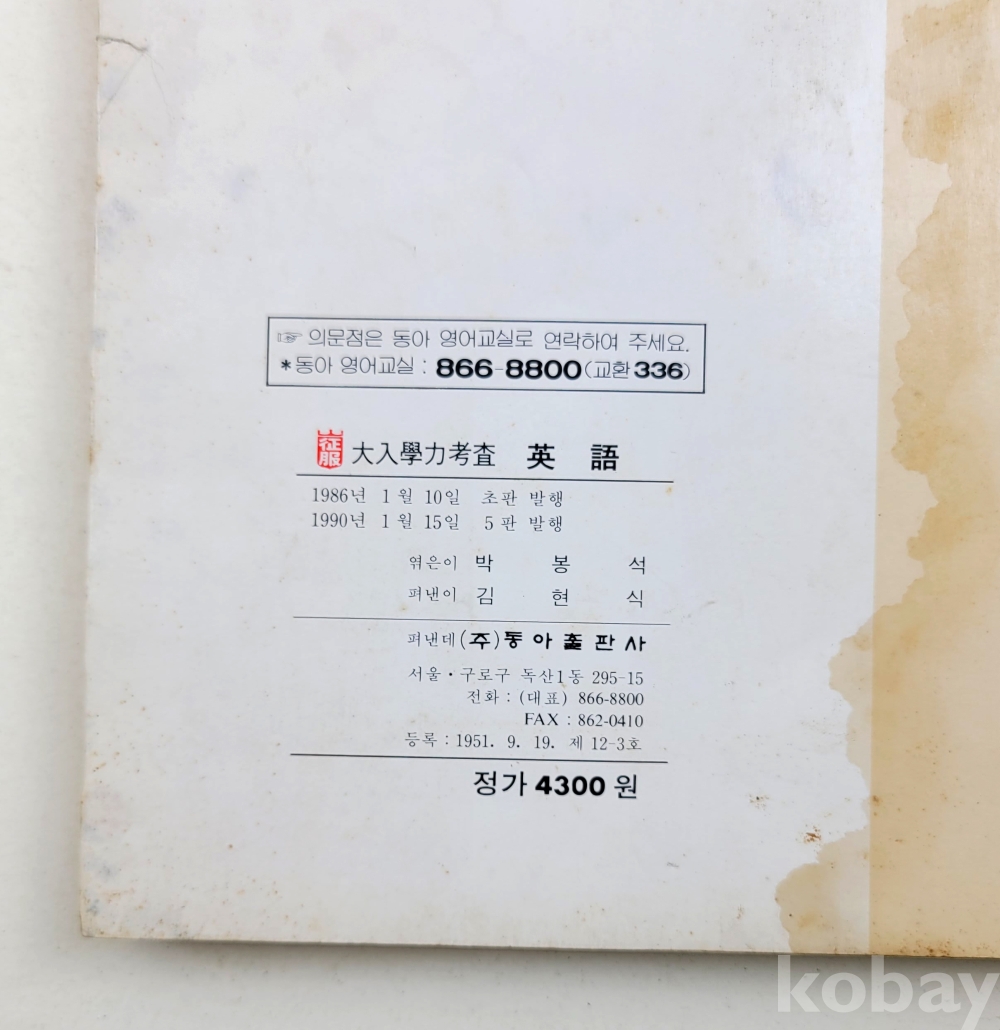 ☞ 의문점은 동아 영어교실로 연락하여 주세요.
*동아 영어교실 : 866-8800(교환 336)
征服 大入學力考査 英語
1986년 1월 10일 초판 발행
1990년 1월 15일 5판 발행
엮은이 박봉석
펴낸이 김현식
펴낸데 (주)동아출판사
서울·구로구 독산1동 295-15
전화 : (대표) 866-8800
FAX : 862-0410
등록 : 1951. 9. 19. 제 12-3호
정가 4300원
kobay